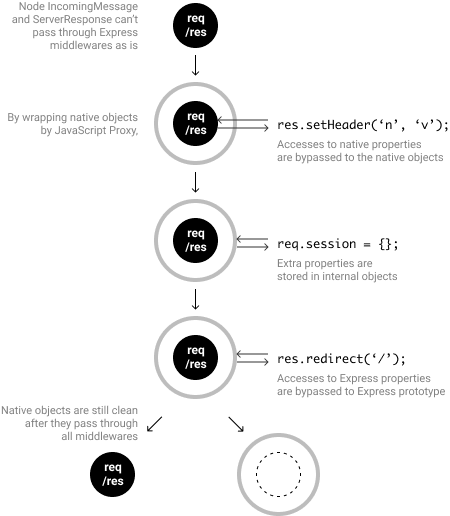 Node IncomingMessage
and ServerResponse can't
pass through Express
middlewares as is
req
/res
By wrapping native objects
by JavaScript Proxy,
req
/res
res.setHeader(‘n’, ‘v’);
Accesses to native properties
are bypassed to the native objects
req
/res
req.session = {};
Extra properties are
stored in internal objects
req
/res
res.redirect(‘/’);
Accesses to Express properties
are bypassed to Express prototype
Native objects are still clean
after they pass through
all middlewares
req
/res